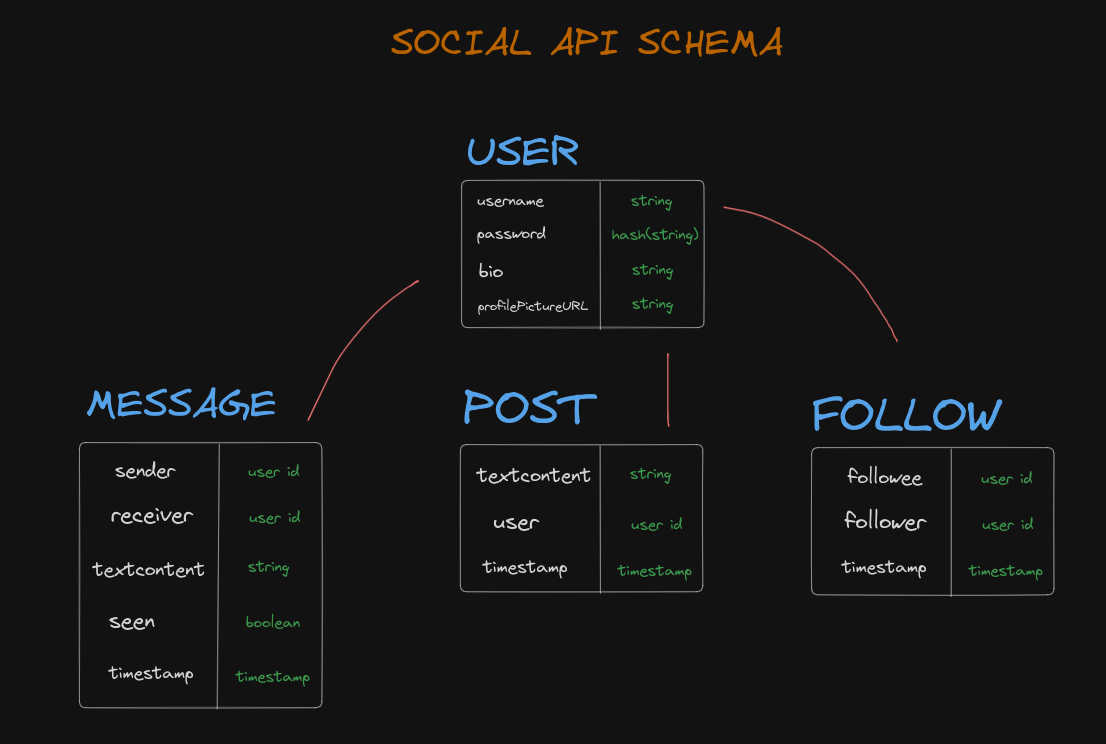 SOCIAL API SCHEMA
USER
username string
password hash(string)
bio string
profilePictureURL string
MESSAGE
sender user id
receiver user id
textcontent string
seen boolean
timestamp timestamp
POST
textcontent string
user user id
timestamp timestamp
FOLLOW
followee user id
follower user id
timestamp timestamp